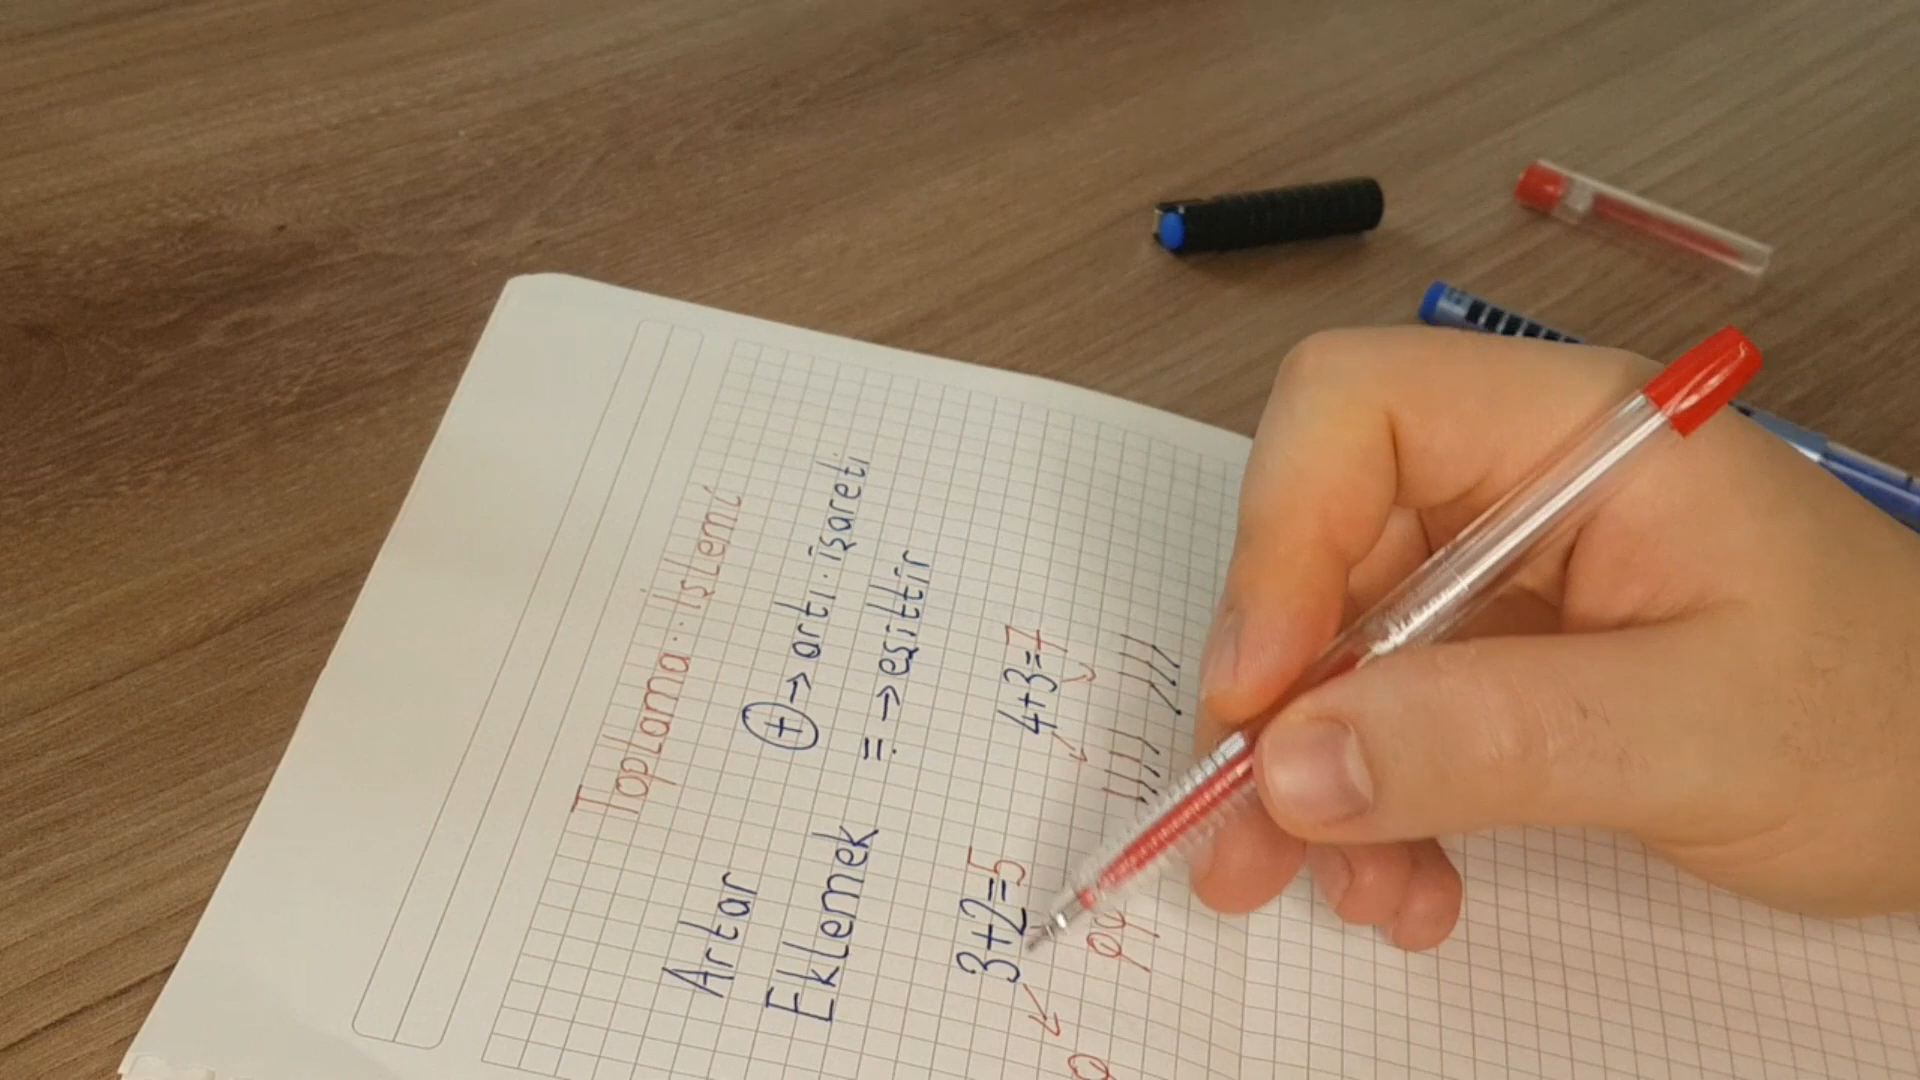 Toplama İşlemi
Artar
+ → artı işareti
Eklemek
= → eşittir
3+2=5
4+3=7